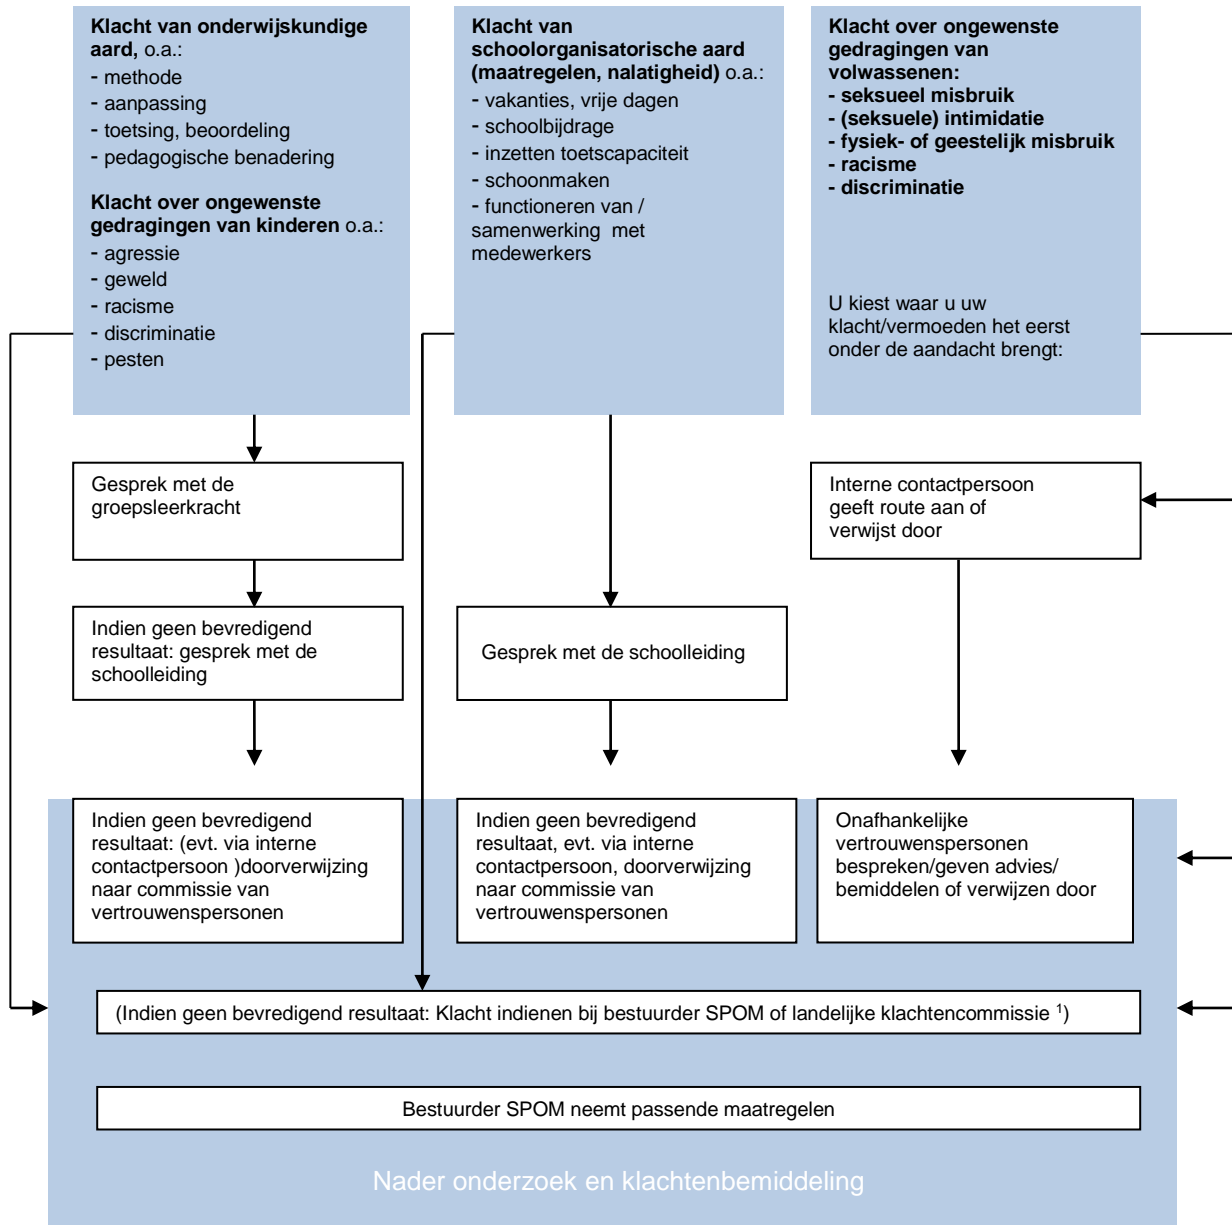 Klacht van onderwijskundige
aard, o.a.:
- methode
- aanpassing
- toetsing, beoordeling
- pedagogische benadering
Klacht over ongewenste
gedragingen van kinderen o.a.:
- agressie
- geweld
- racisme
- discriminatie
- pesten
Klacht van
schoolorganisatorische aard
(maatregelen, nalatigheid) o.a.:
- vakanties, vrije dagen
- schoolbijdrage
- inzetten toetscapaciteit
- schoonmaken
- functioneren van /
samenwerking met
medewerkers
Klacht over ongewenste
gedragingen van
volwassenen:
- seksueel misbruik
- (seksuele) intimidatie
- fysiek- of geestelijk misbruik
- racisme
- discriminatie
U kiest waar u uw
klacht/vermoeden het eerst
onder de aandacht brengt:
Gesprek met de
groepsleerkracht
Interne contactpersoon
geeft route aan of
verwijst door
Indien geen bevredigend
resultaat: gesprek met de
schoolleiding
Gesprek met de schoolleiding
Indien geen bevredigend
resultaat: (evt. via interne
contactpersoon )doorverwijzing
naar commissie van
vertrouwenspersonen
Indien geen bevredigend
resultaat, evt. via interne
contactpersoon, doorverwijzing
naar commissie van
vertrouwenspersonen
Onafhankelijke
vertrouwenspersonen
bespreken/geven advies/
bemiddelen of verwijzen door
(Indien geen bevredigend resultaat: Klacht indienen bij bestuurder SPOM of landelijke klachtencommissie ¹)
Bestuurder SPOM neemt passende maatregelen
Nader onderzoek en klachtenbemiddeling